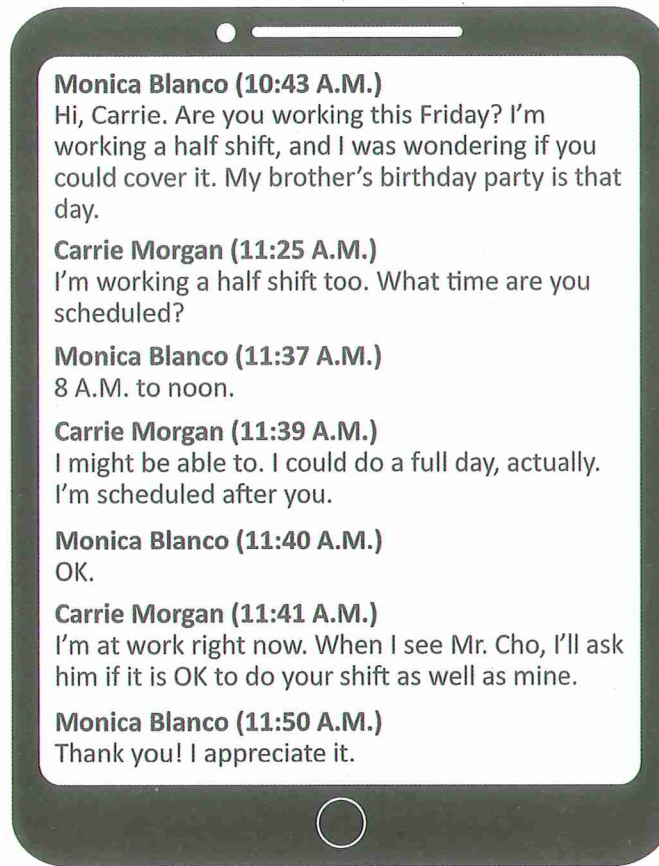 Monica Blanco (10:43 A.M.)
Hi, Carrie. Are you working this Friday? I'm
working a half shift, and I was wondering if you
could cover it. My brother's birthday party is that
day.
Carrie Morgan (11:25 A.M.)
I'm working a half shift too. What time are you
scheduled?
Monica Blanco (11:37 A.M.)
8 A.M. to noon.
Carrie Morgan (11:39 A.M.)
I might be able to. I could do a full day, actually.
I'm scheduled after you.
Monica Blanco (11:40 A.M.)
OK.
Carrie Morgan (11:41 A.M.)
I'm at work right now. When I see Mr. Cho, I'll ask
him if it is OK to do your shift as well as mine.
Monica Blanco (11:50 A.M.)
Thank you! I appreciate it.